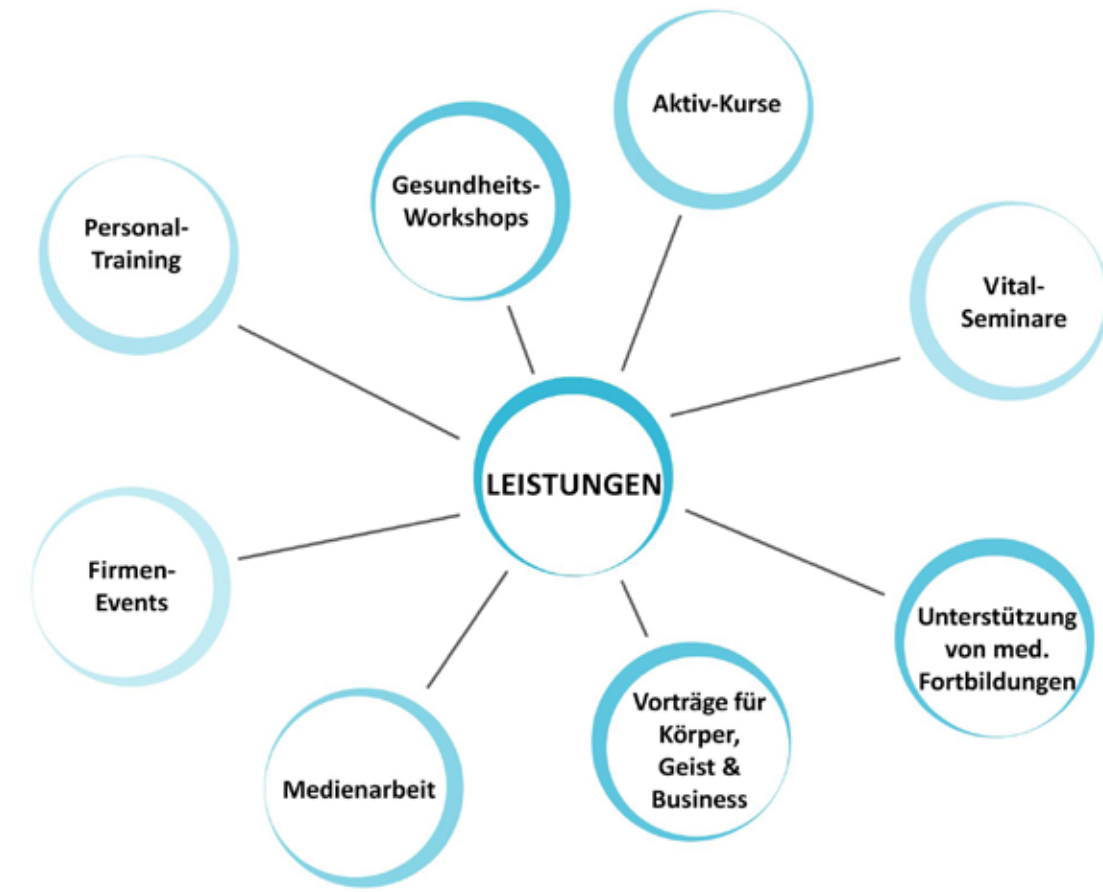 Aktiv-Kurse
Gesundheits-
Workshops
Personal-
Training
Vital-
Seminare
LEISTUNGEN
Firmen-
Events
Unterstützung
von med.
Fortbildungen
Vorträge für
Körper,
Geist &
Business
Medienarbeit